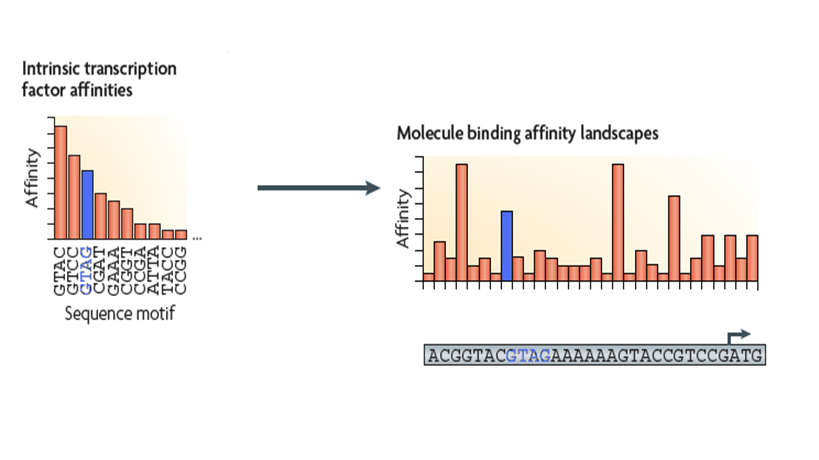 Intrinsic transcription
factor affinities
Affinity
GTAC
GTCC
GTAG
CGAT
GAAA
CGGT
CCGA
ATTA
TACC
CCGG
...
Sequence motif
Molecule binding affinity landscapes
Affinity
ACGGTACGTAGAAAAAAGTACCGTCCGATG